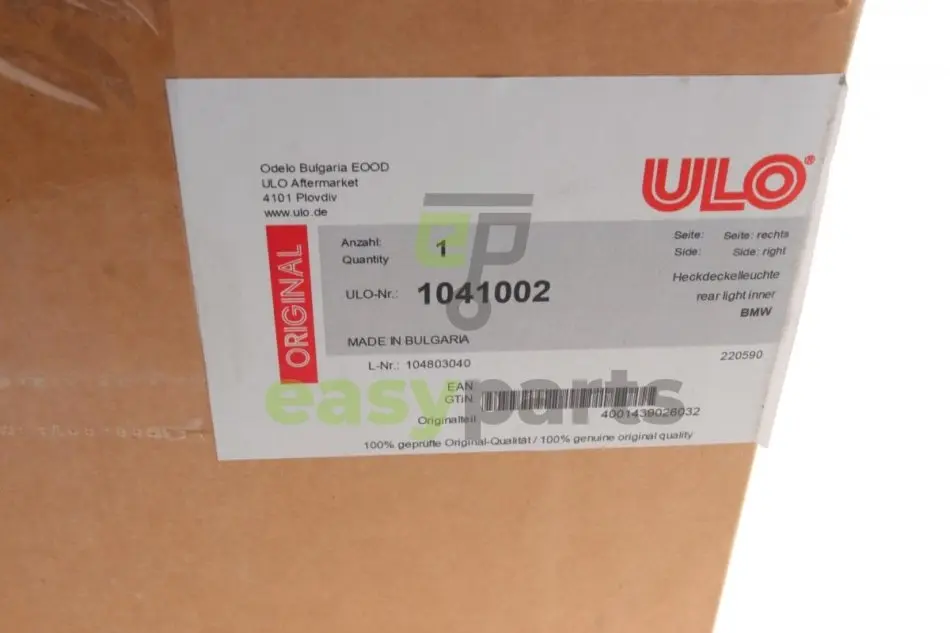 Odelo Bulgaria EOOD
ULO Aftermarket
4101 Plovdiv
www.ulo.de
ULO®
ORIGINAL
Anzahl:
Quantity
1
Seite: Seite: rechts
Side: Side: right
ULO-Nr.: 1041002
Heckdeckelleuchte
rear light inner
BMW
MADE IN BULGARIA
L-Nr.: 104803040
220590
EAN
GTIN
4001439026032
Originalteil
100% geprüfte Original-Qualität / 100% genuine original quality
ep
easyparts